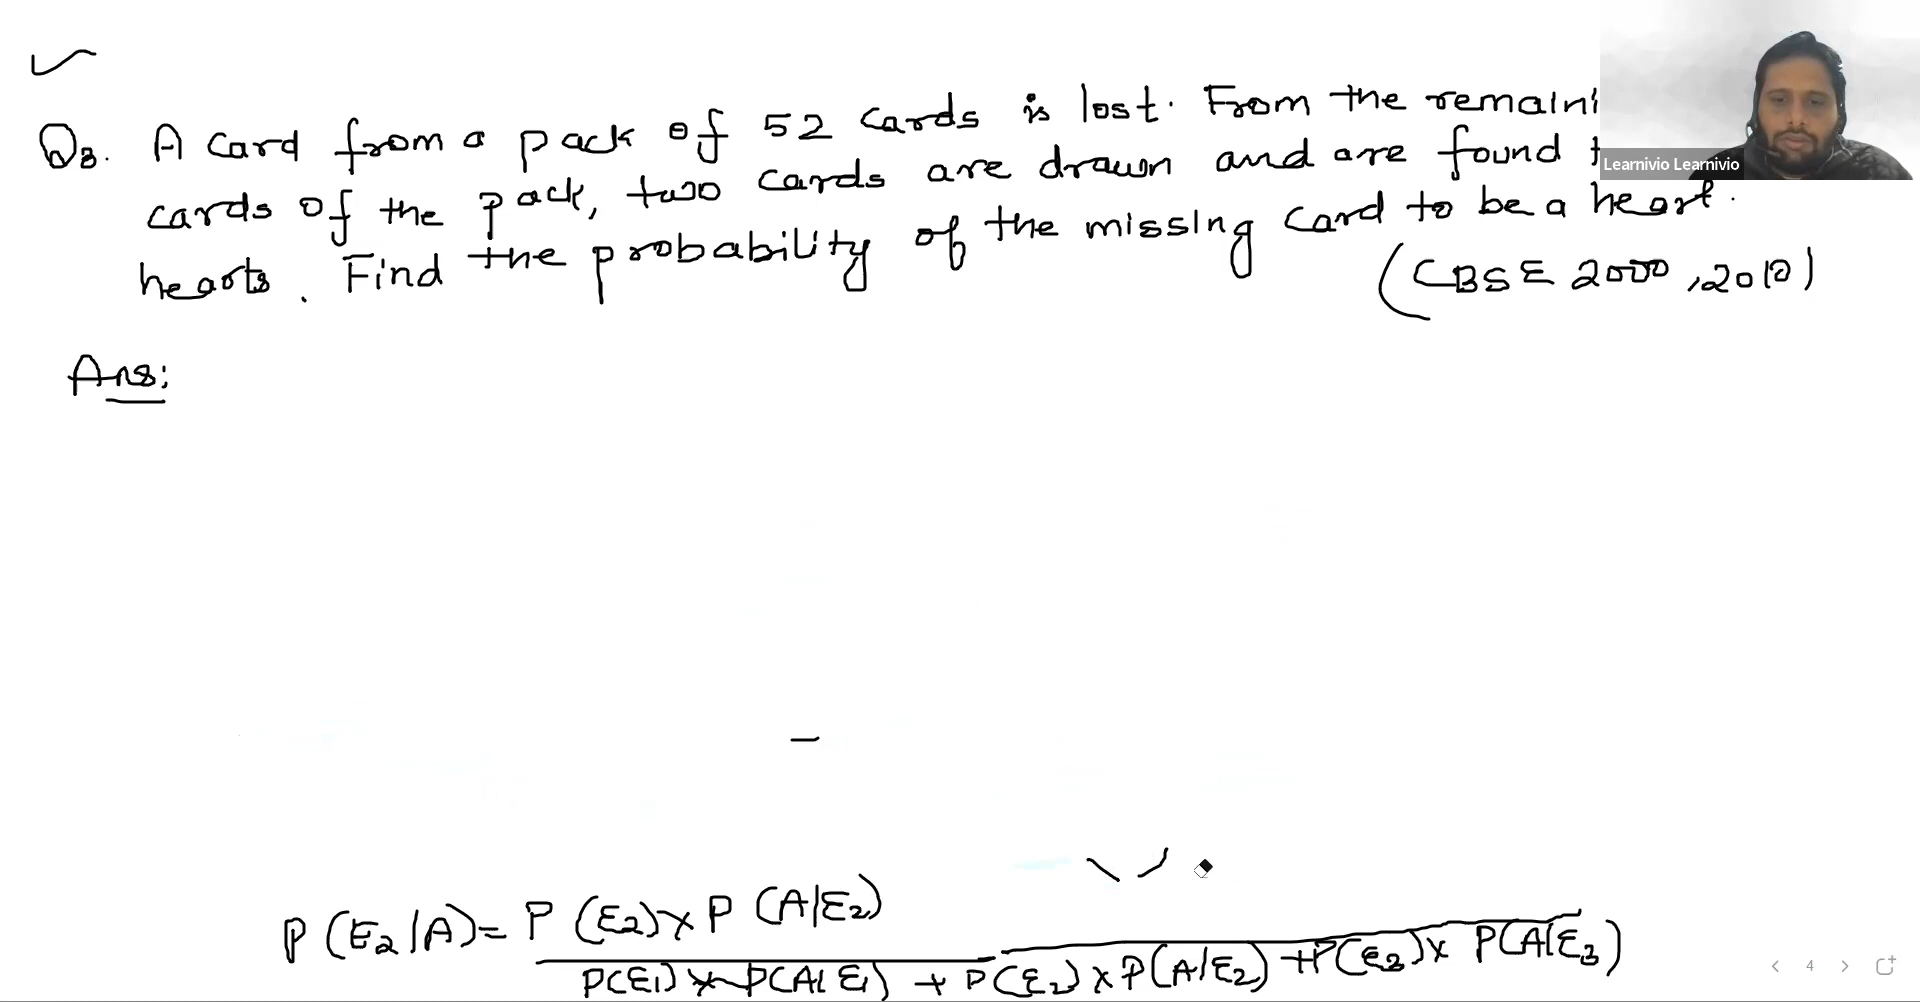 Q3. A card from a pack of 52 cards is lost. From the remaini
cards of the pack, two cards are drawn and are found t
hearts. Find the probability of the missing card to be a heart.
(CBSE 2000, 2010)
Ans:
P(E2|A) = P(E2) x P(A|E2)
P(E1) x P(A|E1) + P(E2) x P(A|E2) + P(E3) x P(A|E3)
Learnivio Learnivio
4